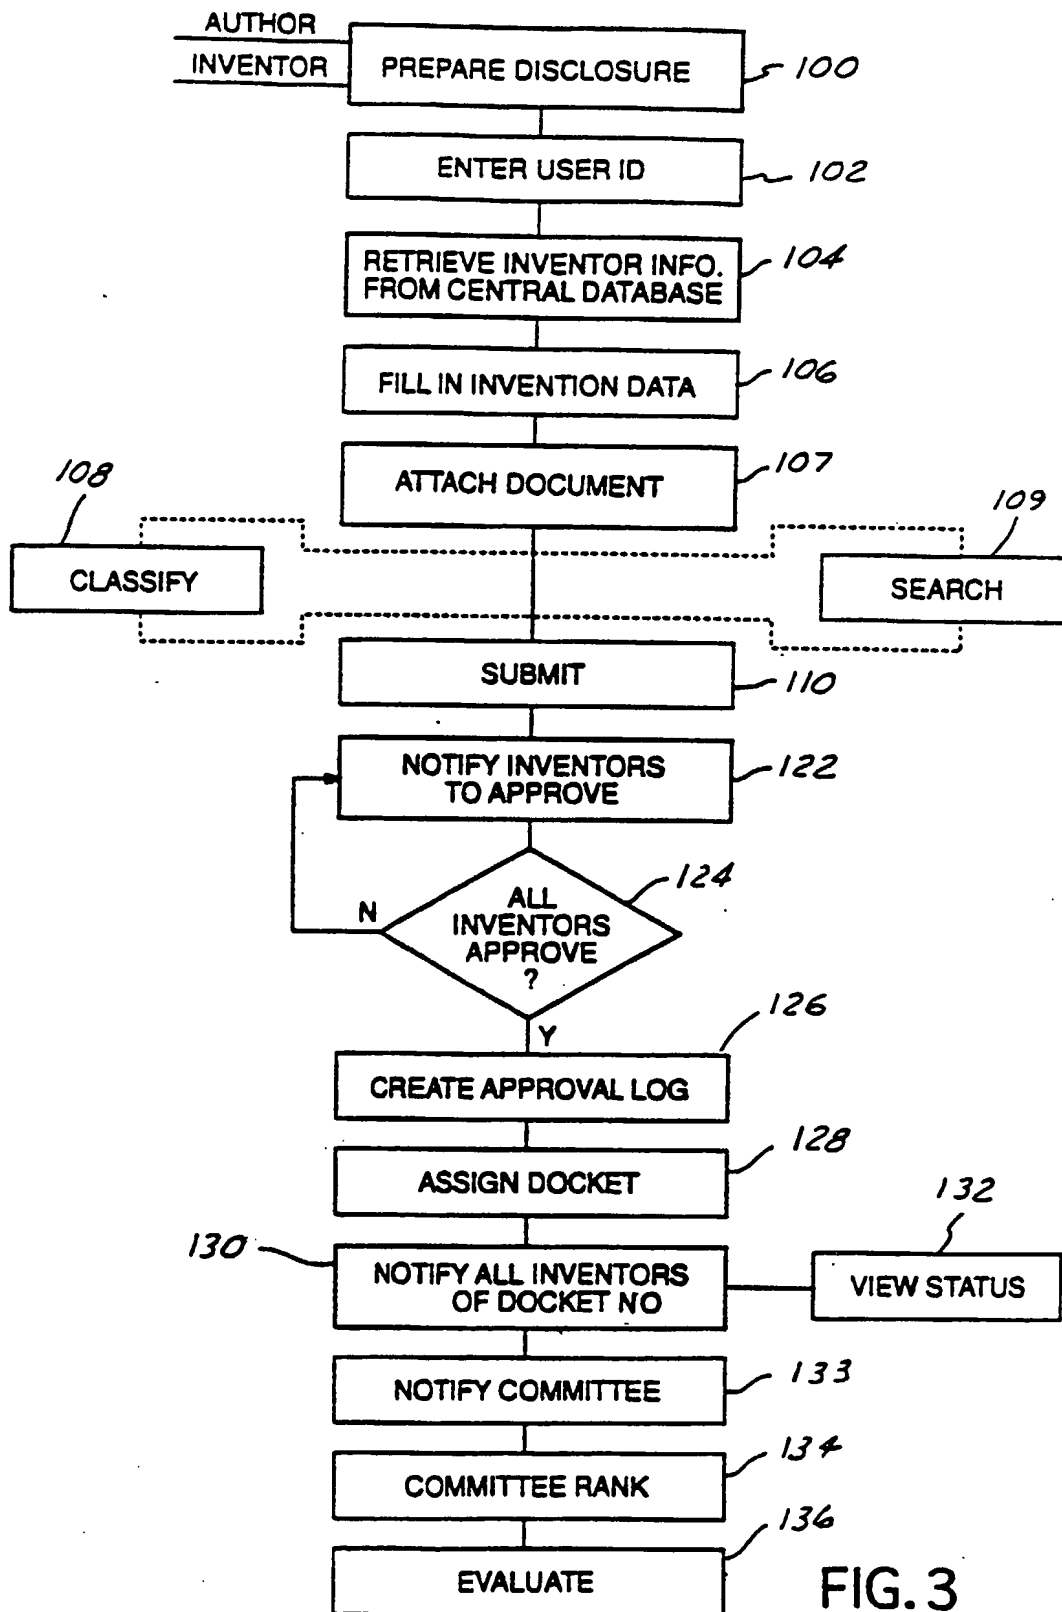 AUTHOR
INVENTOR
PREPARE DISCLOSURE
100
ENTER USER ID
102
RETRIEVE INVENTOR INFO.
FROM CENTRAL DATABASE
104
FILL IN INVENTION DATA
106
ATTACH DOCUMENT
107
108
CLASSIFY
109
SEARCH
SUBMIT
110
NOTIFY INVENTORS
TO APPROVE
122
ALL
INVENTORS
APPROVE
?
124
N
Y
126
CREATE APPROVAL LOG
ASSIGN DOCKET
128
130
NOTIFY ALL INVENTORS
OF DOCKET NO
132
VIEW STATUS
NOTIFY COMMITTEE
133
COMMITTEE RANK
134
EVALUATE
136
FIG. 3